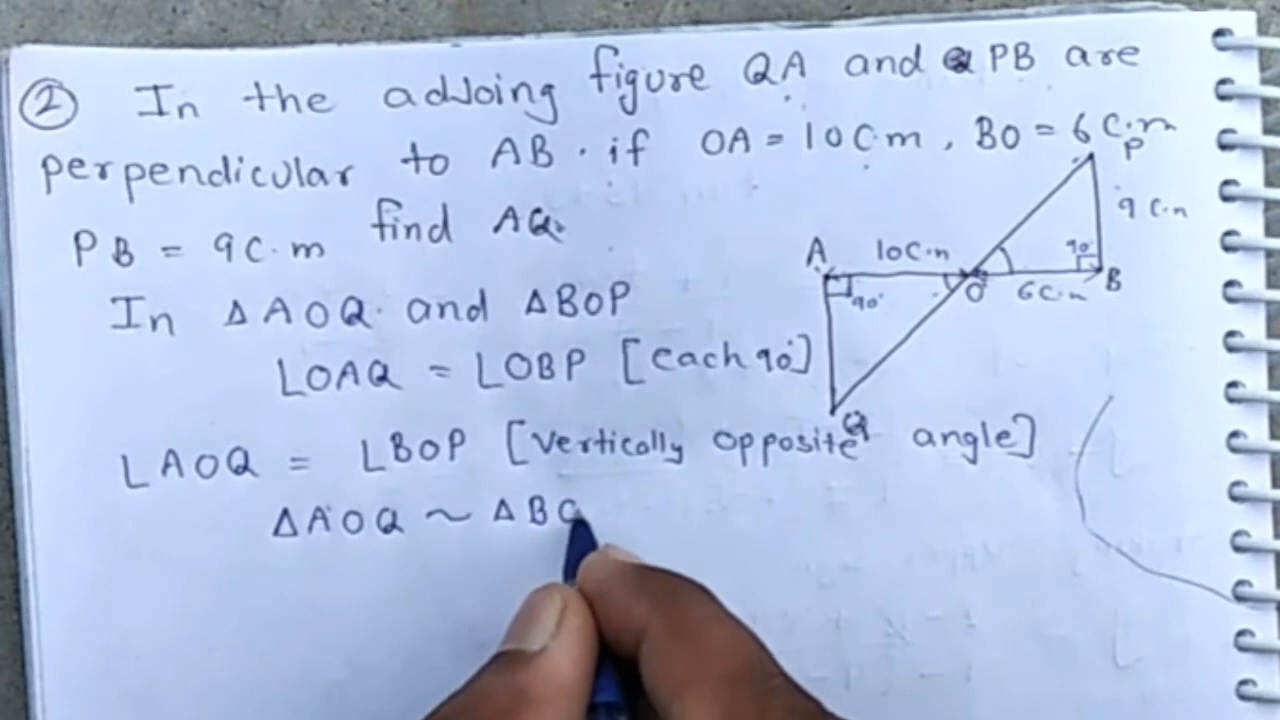 ② In the adJoing figure QA and PB are
perpendicular to AB. if OA = 10 C.m, BO = 6 C.m
PB = 9 C.m find AQ.
P
9 C.m
A 10 C.m 90° B
90° O 6 C.m
Q
In ΔAOQ and ΔBOP
∠OAQ = ∠OBP [each 90°]
∠AOQ = ∠BOP [Vertically opposite angle]
ΔAOQ ~ ΔBO